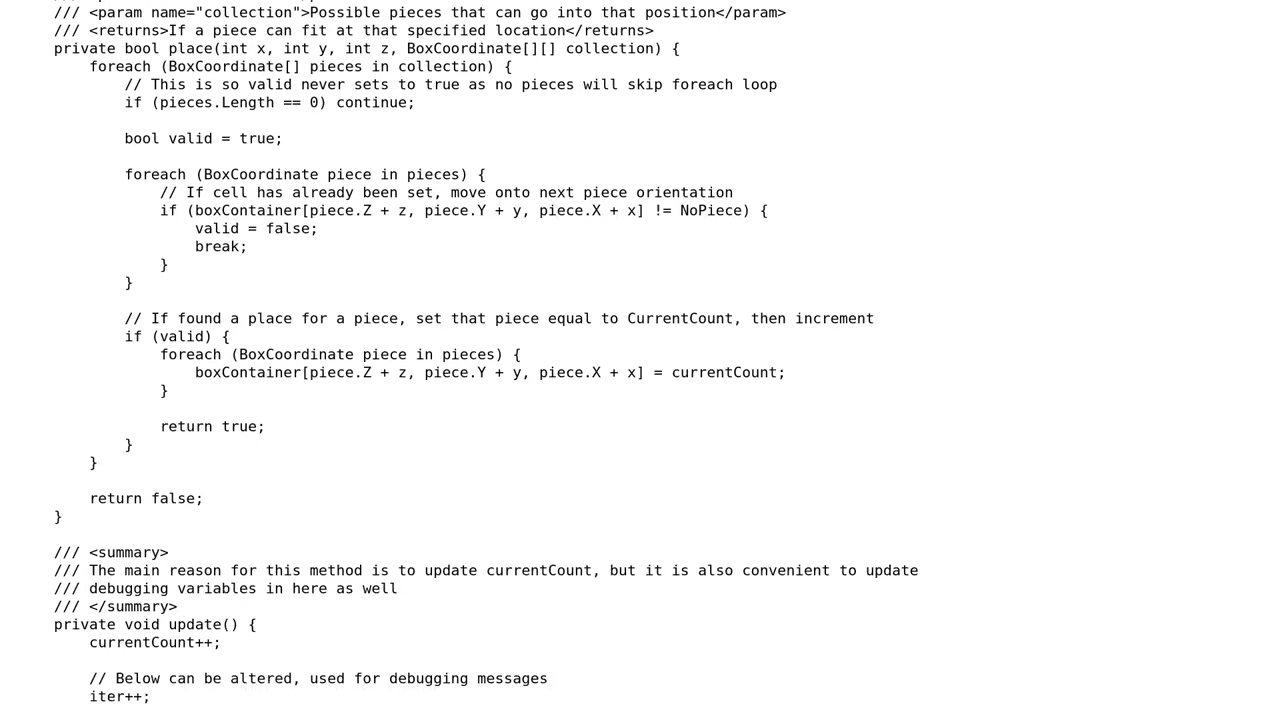 /// <param name="collection">Possible pieces that can go into that position</param>
/// <returns>If a piece can fit at that specified location</returns>
private bool place(int x, int y, int z, BoxCoordinate[][] collection) {
    foreach (BoxCoordinate[] pieces in collection) {
        // This is so valid never sets to true as no pieces will skip foreach loop
        if (pieces.Length == 0) continue;

        bool valid = true;

        foreach (BoxCoordinate piece in pieces) {
            // If cell has already been set, move onto next piece orientation
            if (boxContainer[piece.Z + z, piece.Y + y, piece.X + x] != NoPiece) {
                valid = false;
                break;
            }
        }

        // If found a place for a piece, set that piece equal to CurrentCount, then increment
        if (valid) {
            foreach (BoxCoordinate piece in pieces) {
                boxContainer[piece.Z + z, piece.Y + y, piece.X + x] = currentCount;
            }

            return true;
        }
    }

    return false;
}

/// <summary>
/// The main reason for this method is to update currentCount, but it is also convenient to update
/// debugging variables in here as well
/// </summary>
private void update() {
    currentCount++;

    // Below can be altered, used for debugging messages
    iter++;